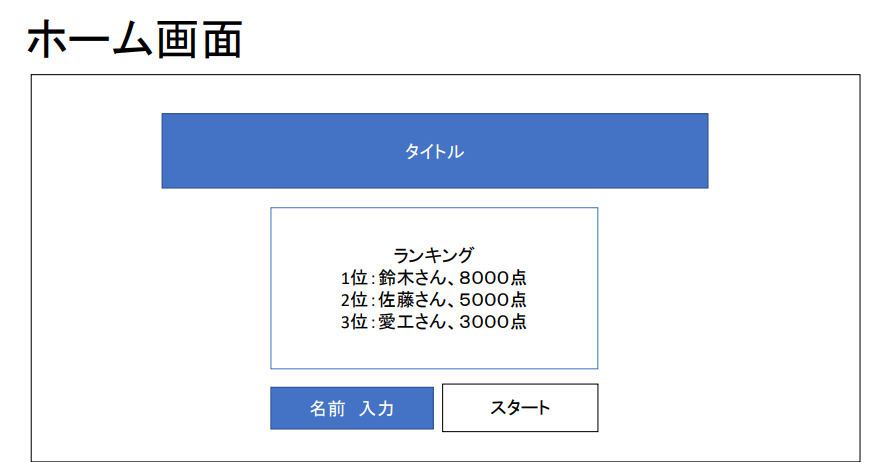 ホーム画面
タイトル
ランキング
1位：鈴木さん、８０００点
2位：佐藤さん、５０００点
3位：愛工さん、３０００点
名前　入力
スタート